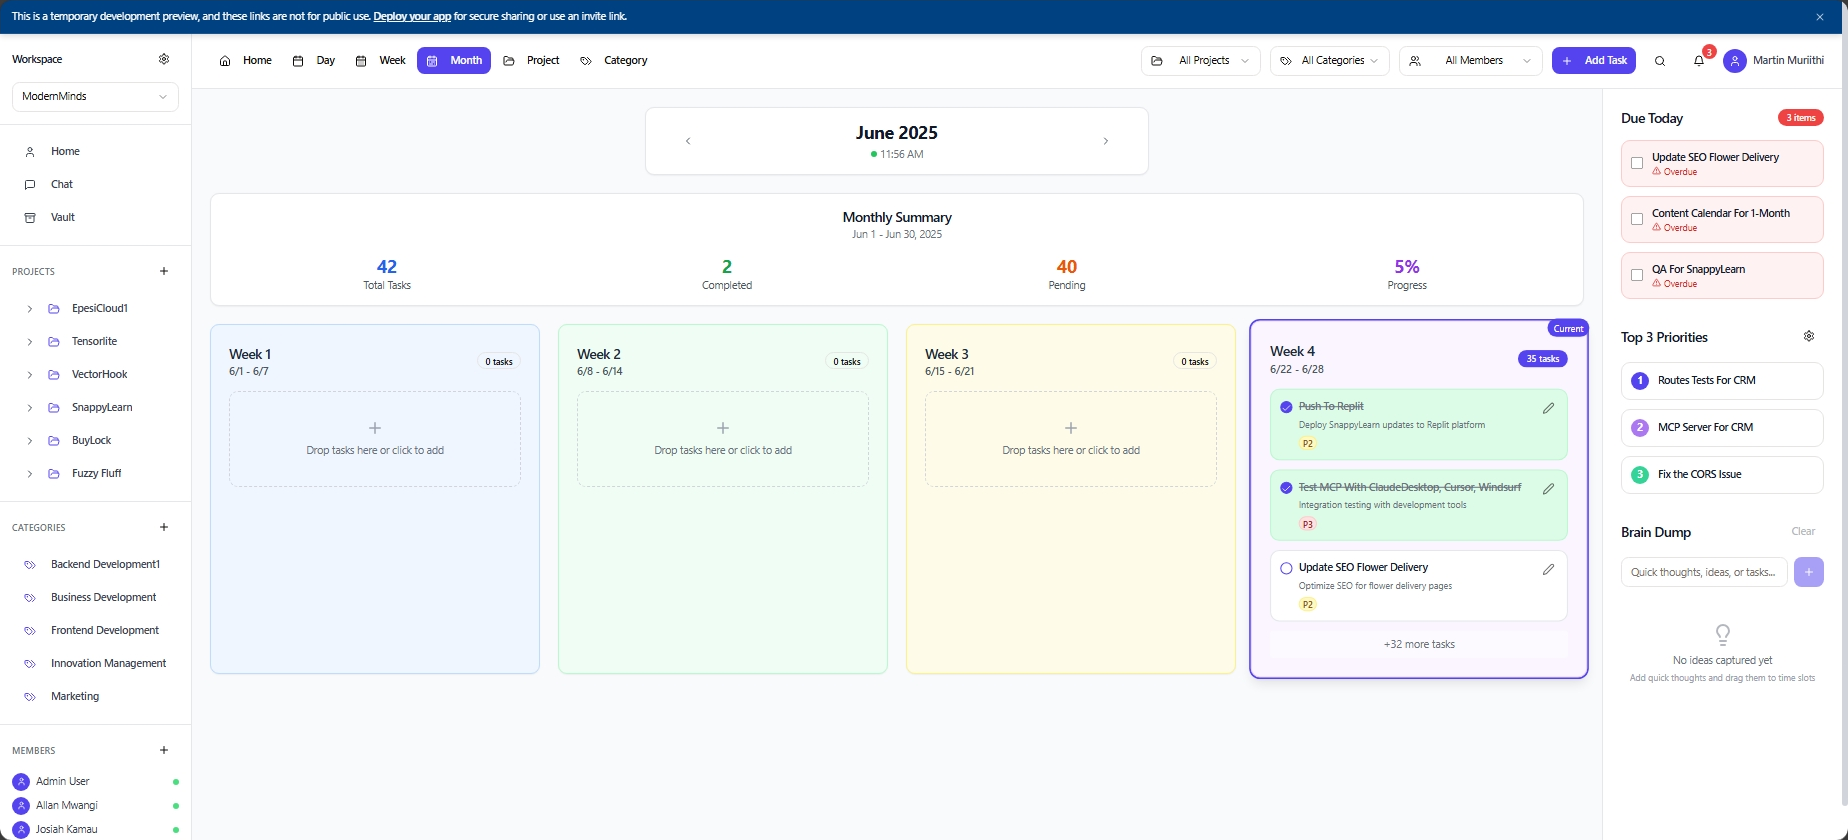 This is a temporary development preview, and these links are not for public use. Deploy your app for secure sharing or use an invite link.
Workspace
ModernMinds
Home
Chat
Vault
PROJECTS
EpesiCloud1
Tensorlite
VectorHook
SnappyLearn
BuyLock
Fuzzy Fluff
CATEGORIES
Backend Development1
Business Development
Frontend Development
Innovation Management
Marketing
MEMBERS
Admin User
Allan Mwangi
Josiah Kamau
Home
Day
Week
Month
Project
Category
All Projects
All Categories
All Members
Add Task
3
Martin Muriithi
June 2025
11:56 AM
Monthly Summary
Jun 1 - Jun 30, 2025
42
Total Tasks
2
Completed
40
Pending
5%
Progress
Week 1
6/1 - 6/7
0 tasks
Drop tasks here or click to add
Week 2
6/8 - 6/14
0 tasks
Drop tasks here or click to add
Week 3
6/15 - 6/21
0 tasks
Drop tasks here or click to add
Current
Week 4
6/22 - 6/28
35 tasks
Push To Replit
Deploy SnappyLearn updates to Replit platform
P2
Test MCP With ClaudeDesktop, Cursor, Windsurf
Integration testing with development tools
P3
Update SEO Flower Delivery
Optimize SEO for flower delivery pages
P2
+32 more tasks
Due Today
3 items
Update SEO Flower Delivery
Overdue
Content Calendar For 1-Month
Overdue
QA For SnappyLearn
Overdue
Top 3 Priorities
1 Routes Tests For CRM
2 MCP Server For CRM
3 Fix the CORS Issue
Brain Dump
Clear
Quick thoughts, ideas, or tasks...
No ideas captured yet
Add quick thoughts and drag them to time slots